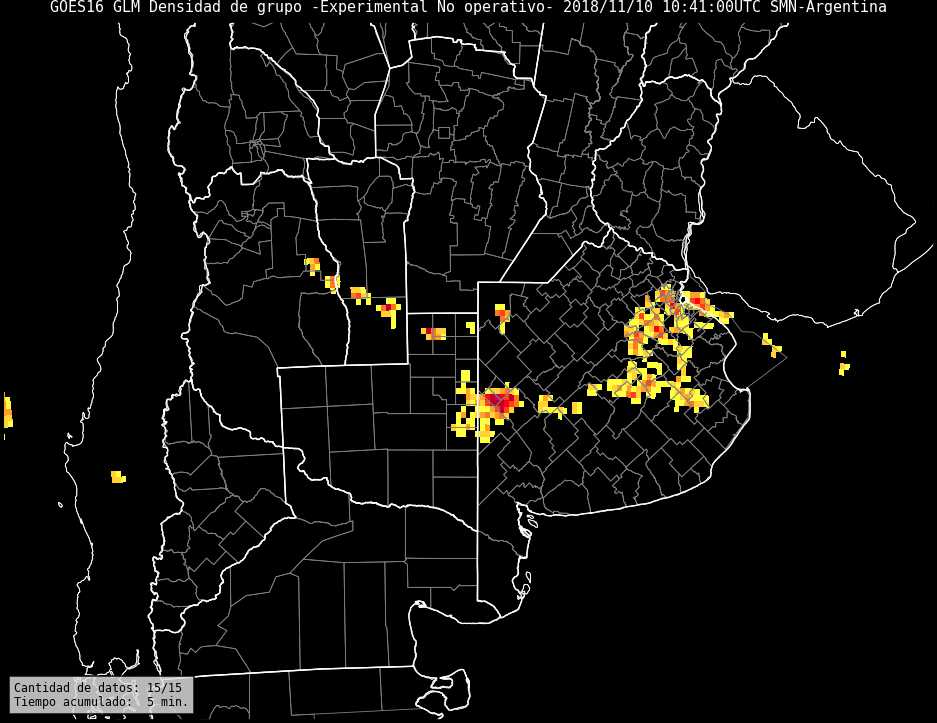 GOES16 GLM Densidad de grupo -Experimental No operativo- 2018/11/10 10:41:00UTC SMN-Argentina
Cantidad de datos: 15/15
Tiempo acumulado:  5 min.